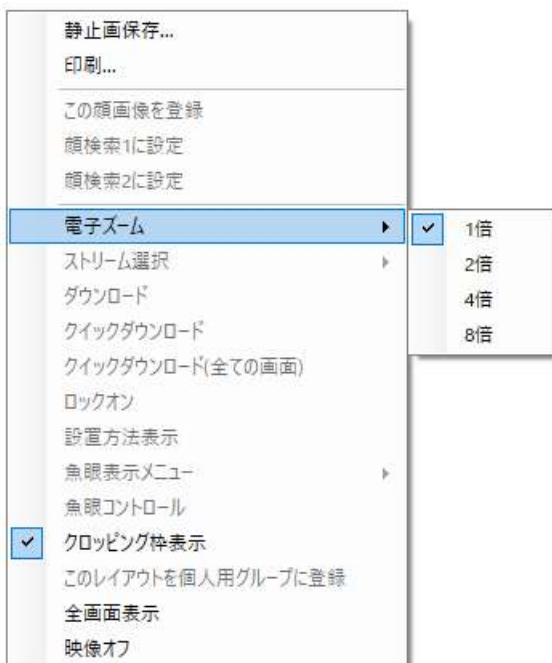 静止画保存...
印刷...
この顔画像を登録
顔検索1に設定
顔検索2に設定
電子ズーム
1倍
2倍
4倍
8倍
ストリーム選択
ダウンロード
クイックダウンロード
クイックダウンロード(全ての画面)
ロックオン
設置方法表示
魚眼表示メニュー
魚眼コントロール
クロッピング枠表示
このレイアウトを個人用グループに登録
全画面表示
映像オフ